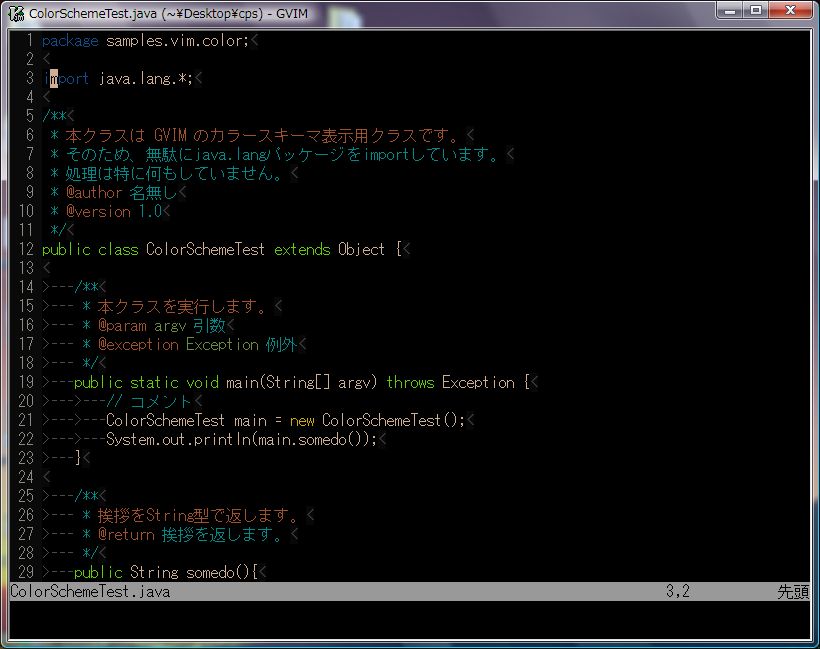 ColorSchemeTest.java (~¥Desktop¥cps) - GVIM
1 package samples.vim.color;<
2 <
3 import java.lang.*;<
4 <
5 /**<
6  * 本クラスは GVIM のカラースキーマ表示用クラスです。<
7  * そのため、無駄にjava.langパッケージをimportしています。<
8  * 処理は特に何もしていません。<
9  * @author 名無し<
10  * @version 1.0<
11  */<
12 public class ColorSchemeTest extends Object {<
13 <
14 >---/**<
15 >--- * 本クラスを実行します。<
16 >--- * @param argv 引数<
17 >--- * @exception Exception 例外<
18 >--- */<
19 >---public static void main(String[] argv) throws Exception {<
20 >--->---// コメント<
21 >--->---ColorSchemeTest main = new ColorSchemeTest();<
22 >--->---System.out.println(main.somedo());<
23 >---}<
24 <
25 >---/**<
26 >--- * 挨拶をString型で返します。<
27 >--- * @return 挨拶を返します。<
28 >--- */<
29 >---public String somedo(){<
ColorSchemeTest.java 3,2 先頭